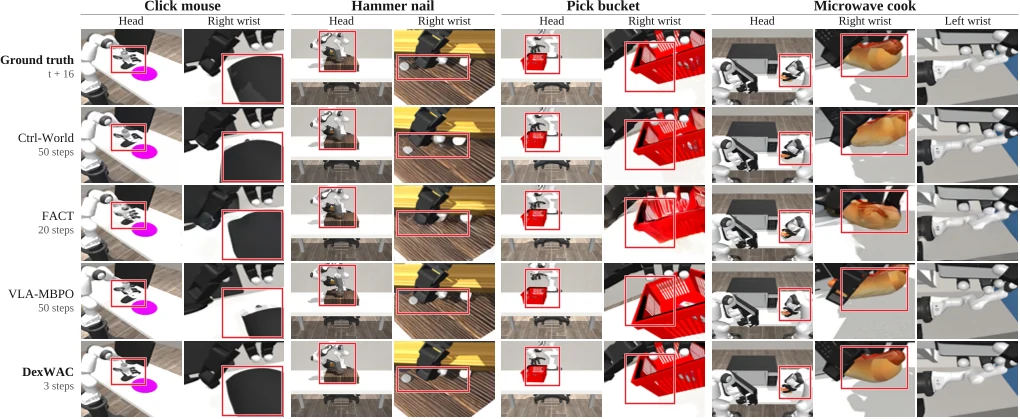 Click mouse Hammer nail Pick bucket Microwave cook
Head Right wrist Head Right wrist Head Right wrist Head Right wrist Left wrist
Ground truth
t + 16
Ctrl-World
50 steps
FACT
20 steps
VLA-MBPO
50 steps
DexWAC
3 steps